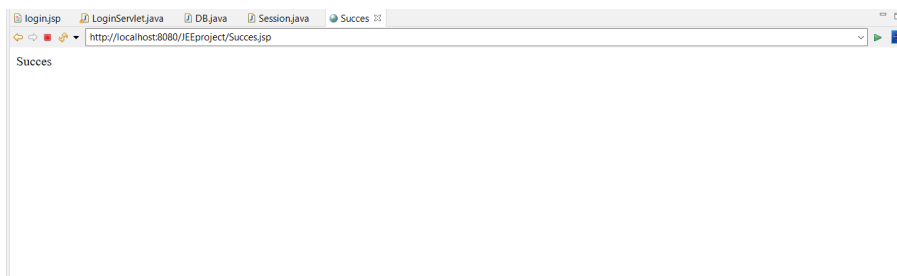 login.jsp LoginServlet.java DB.java Session.java Succes
http://localhost:8080/JEEproject/Succes.jsp
Succes